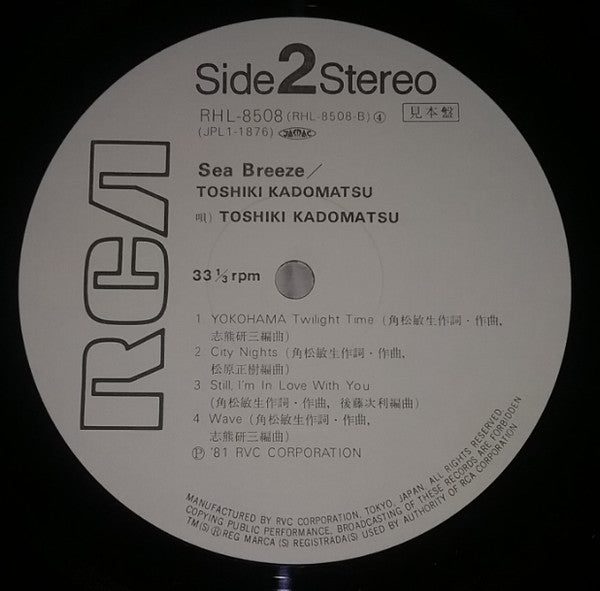 Side 2 Stereo
RHL-8508 (RHL-8508-B) ④ 見本盤
(JPL1-1876) JASRAC
RCA
Sea Breeze／
TOSHIKI KADOMATSU
唄) TOSHIKI KADOMATSU
33 1/3 rpm
1. YOKOHAMA Twilight Time (角松敏生作詞・作曲,
志熊研三編曲)
2. City Nights (角松敏生作詞・作曲,
松原正樹編曲)
3 Still, I'm In Love With You
(角松敏生作詞・作曲, 後藤次利編曲)
4 Wave (角松敏生作詞・作曲,
志熊研三編曲)
Ⓟ '81 RVC CORPORATION
MANUFACTURED BY RVC CORPORATION, TOKYO, JAPAN. ALL RIGHTS RESERVED.
COPYING PUBLIC PERFORMANCE, BROADCASTING OF THESE RECORDS ARE FORBIDDEN
TM(S) ® REG MARCA (S) REGISTRADA(S) USED BY AUTHORITY OF RCA CORPORATION